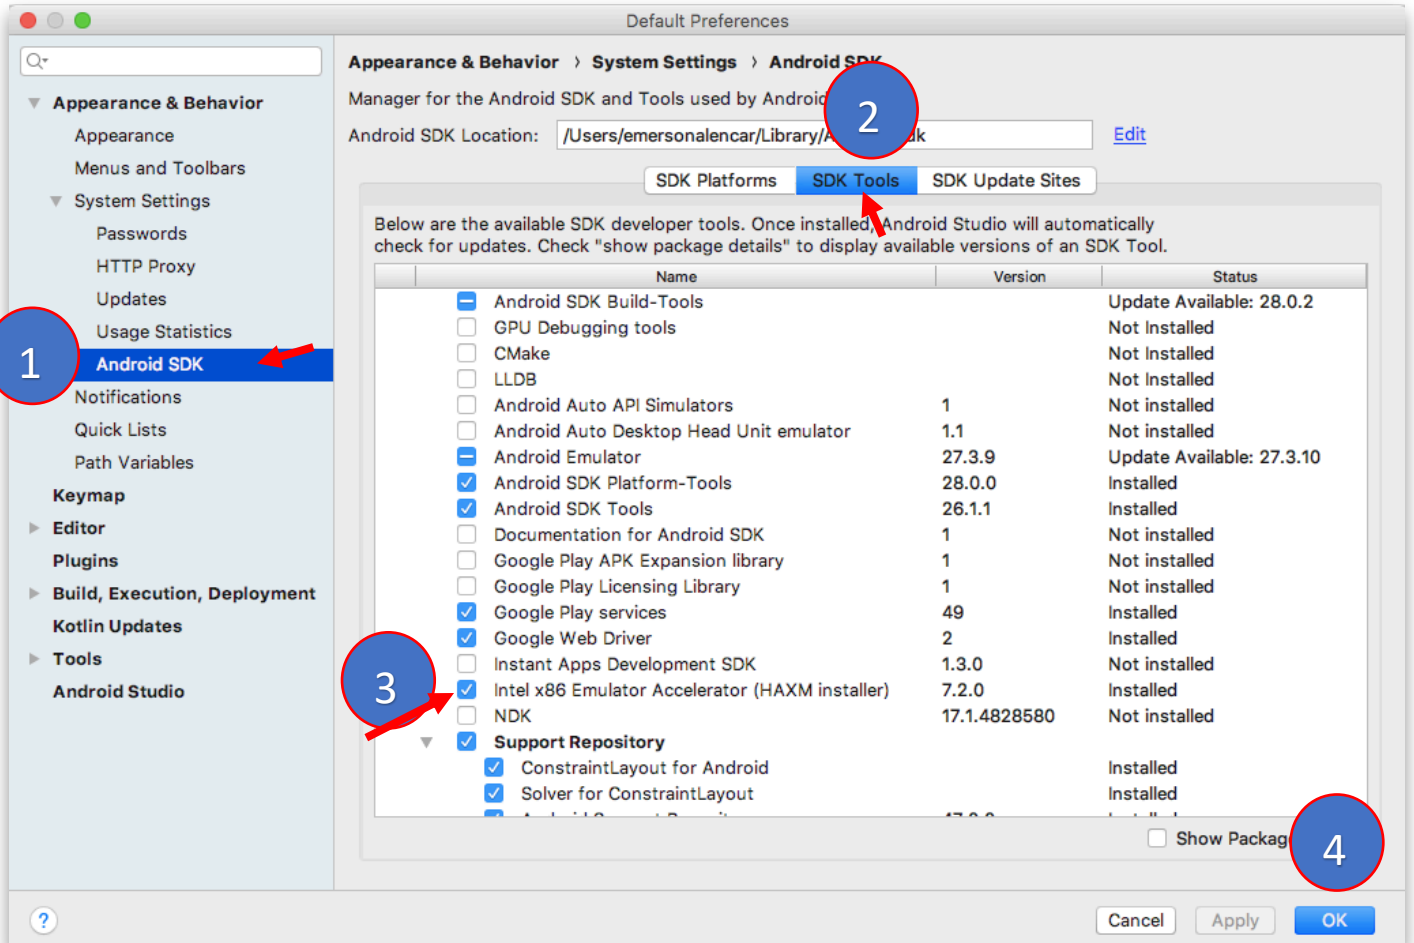 Default Preferences
Appearance & Behavior
Appearance
Menus and Toolbars
System Settings
Passwords
HTTP Proxy
Updates
Usage Statistics
1
Android SDK
Notifications
Quick Lists
Path Variables
Keymap
Editor
Plugins
Build, Execution, Deployment
Kotlin Updates
Tools
Android Studio
Appearance & Behavior › System Settings › Android SDK
Manager for the Android SDK and Tools used by Android
2
Android SDK Location: /Users/emersonalencar/Library/ Edit
SDK Platforms SDK Tools SDK Update Sites
Below are the available SDK developer tools. Once installed, Android Studio will automatically
check for updates. Check "show package details" to display available versions of an SDK Tool.
Name Version Status
Android SDK Build-Tools Update Available: 28.0.2
GPU Debugging tools Not Installed
CMake Not Installed
LLDB Not Installed
Android Auto API Simulators 1 Not installed
Android Auto Desktop Head Unit emulator 1.1 Not installed
Android Emulator 27.3.9 Update Available: 27.3.10
Android SDK Platform-Tools 28.0.0 Installed
Android SDK Tools 26.1.1 Installed
Documentation for Android SDK 1 Not installed
Google Play APK Expansion library 1 Not installed
Google Play Licensing Library 1 Not installed
Google Play services 49 Installed
Google Web Driver 2 Installed
Instant Apps Development SDK 1.3.0 Not installed
3
Intel x86 Emulator Accelerator (HAXM installer) 7.2.0 Installed
NDK 17.1.4828580 Not installed
Support Repository
ConstraintLayout for Android Installed
Solver for ConstraintLayout Installed
Show Packag
4
? Cancel Apply OK